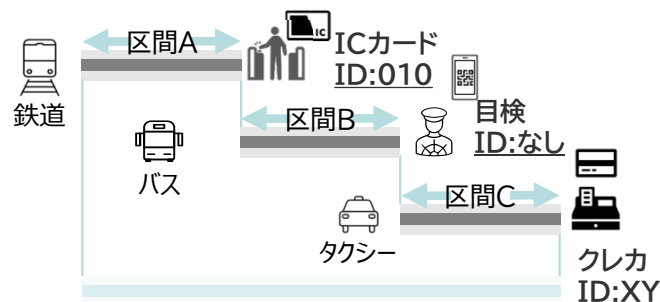 区間A
IC
ICカード
ID:010
鉄道
区間B
目検
ID:なし
バス
区間C
タクシー
クレカ
ID:XY